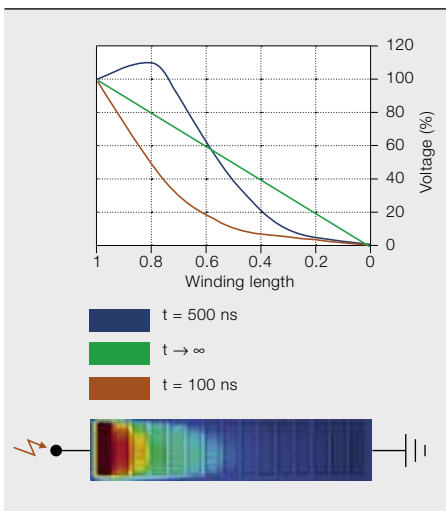 120
100
80
60
40
20
0
Voltage (%)
1 0.8 0.6 0.4 0.2 0
Winding length
t = 500 ns
t → ∞
t = 100 ns